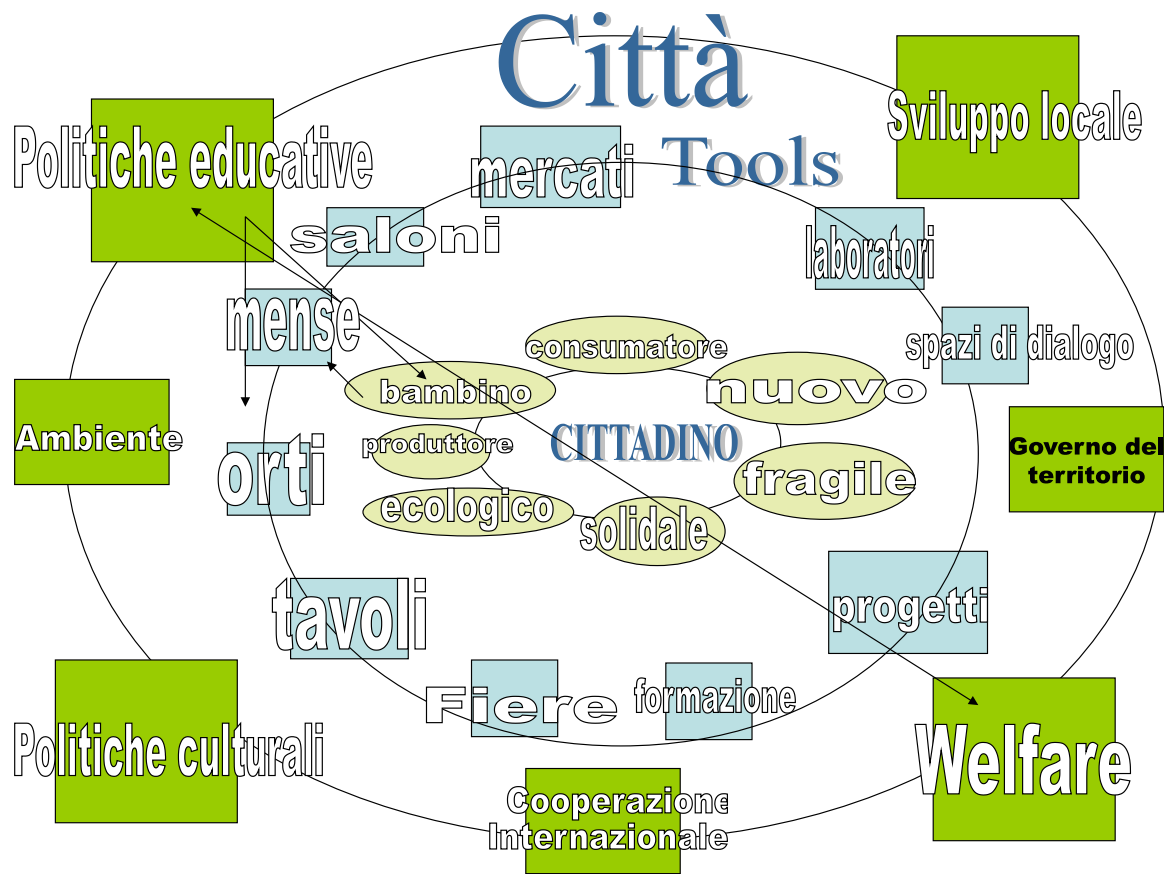 Città
Tools
Sviluppo locale
Politiche educative
mercati
saloni
laboratori
mense
spazi di dialogo
consumatore
bambino
nuovo
Ambiente
produttore
CITTADINO
Governo del
territorio
orti
fragile
ecologico
solidale
tavoli
progetti
Fiere
formazione
Politiche culturali
Welfare
Cooperazione
Internazionale